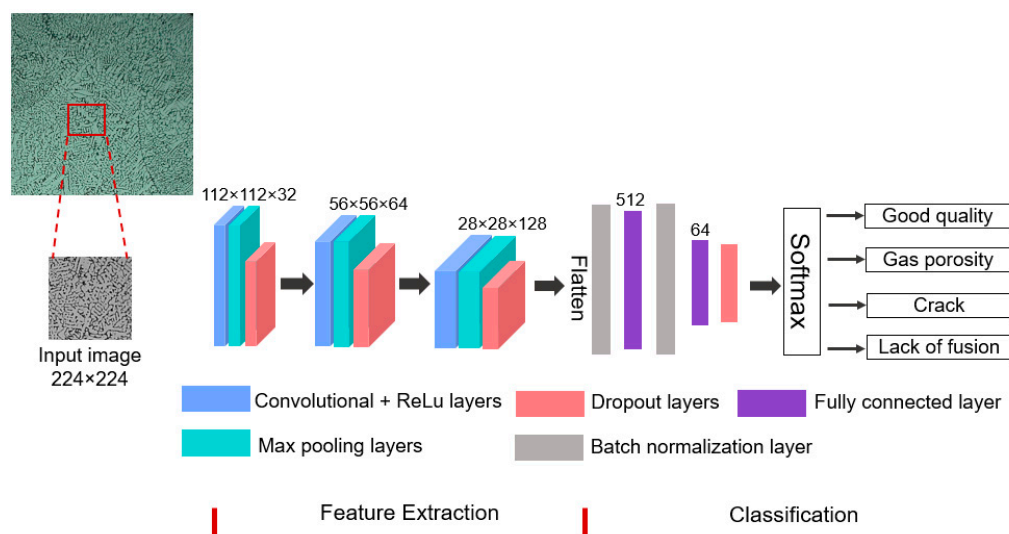 112×112×32
56×56×64
28×28×128
512
64
Flatten
Softmax
Good quality
Gas porosity
Crack
Lack of fusion
Input image
224×224
Convolutional + ReLu layers
Dropout layers
Fully connected layer
Max pooling layers
Batch normalization layer
Feature Extraction
Classification